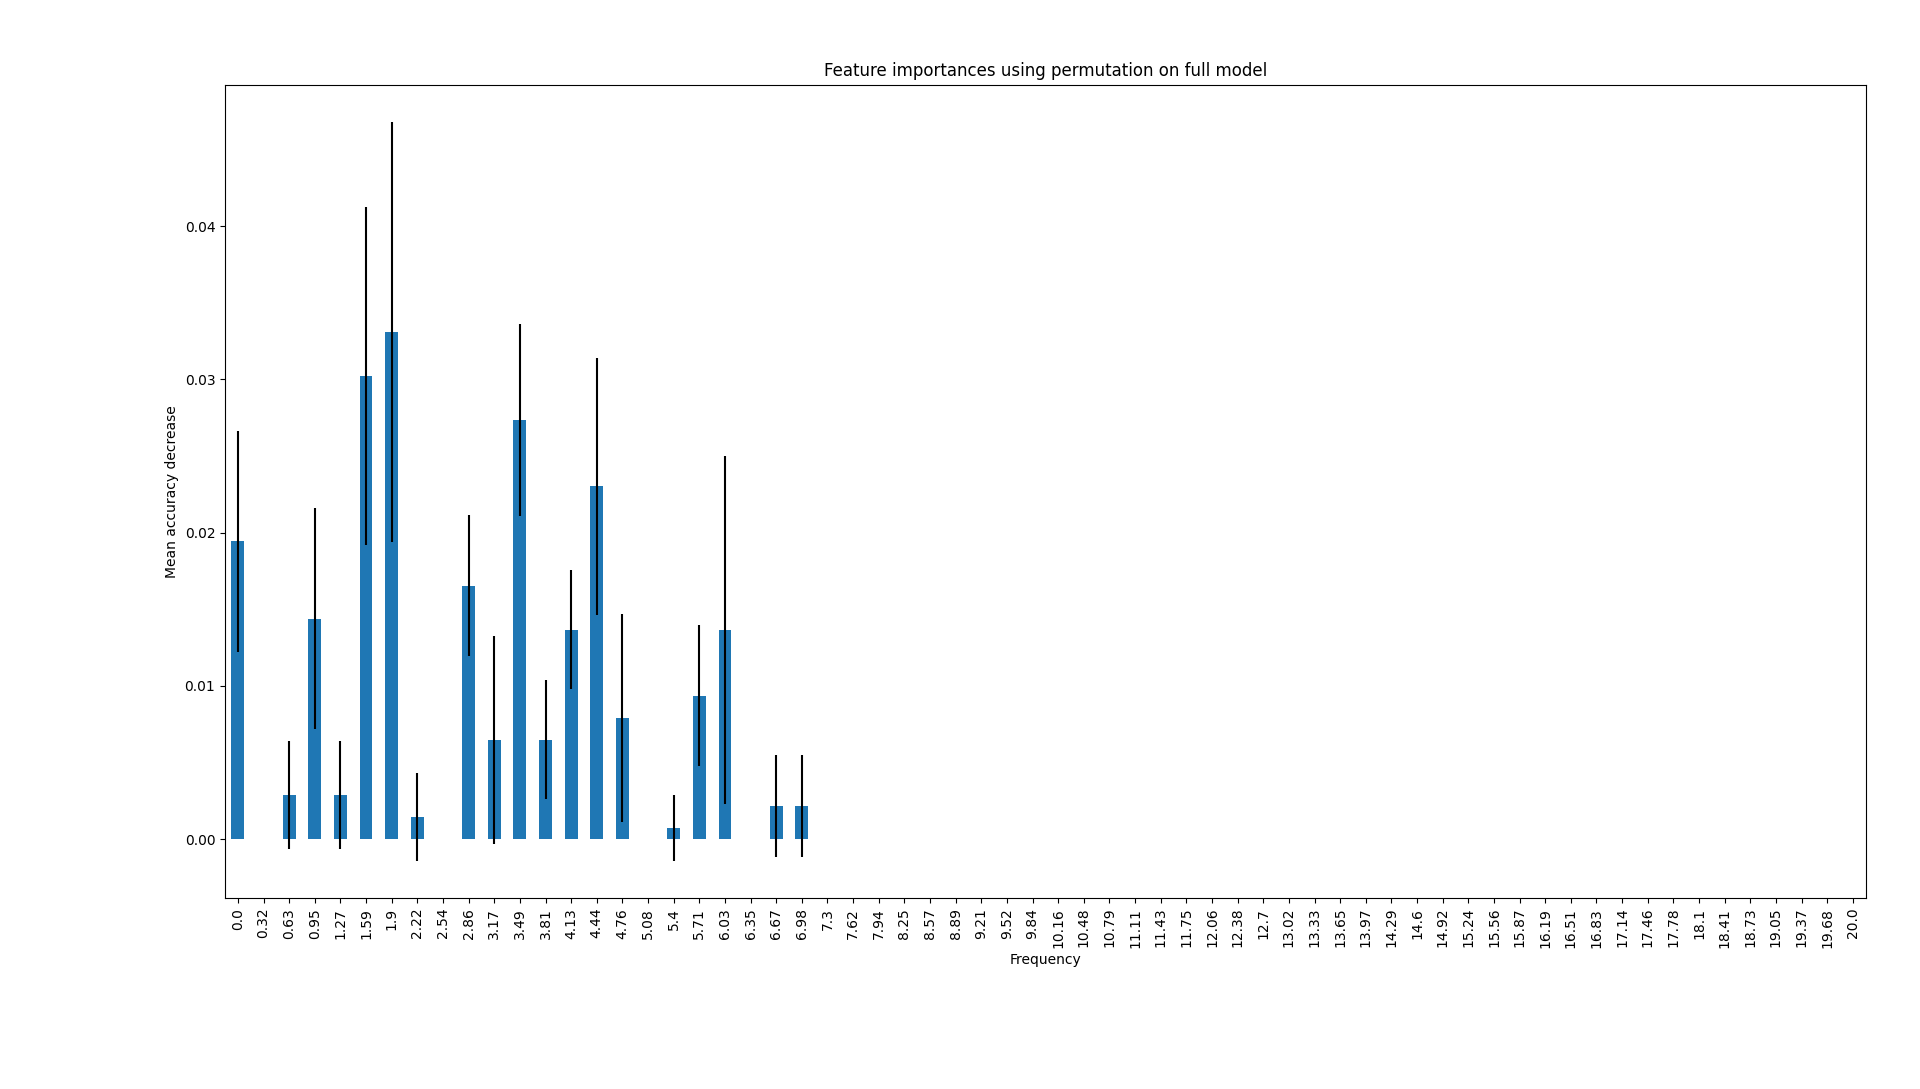 Feature importances using permutation on full model
Mean accuracy decrease
0.04
0.03
0.02
0.01
0.00
0.0 0.32 0.63 0.95 1.27 1.59 1.9 2.22 2.54 2.86 3.17 3.49 3.81 4.13 4.44 4.76 5.08 5.4 5.71 6.03 6.35 6.67 6.98 7.3 7.62 7.94 8.25 8.57 8.89 9.21 9.52 9.84 10.16 10.48 10.79 11.11 11.43 11.75 12.06 12.38 12.7 13.02 13.33 13.65 13.97 14.29 14.6 14.92 15.24 15.56 15.87 16.19 16.51 16.83 17.14 17.46 17.78 18.1 18.41 18.73 19.05 19.37 19.68 20.0
Frequency